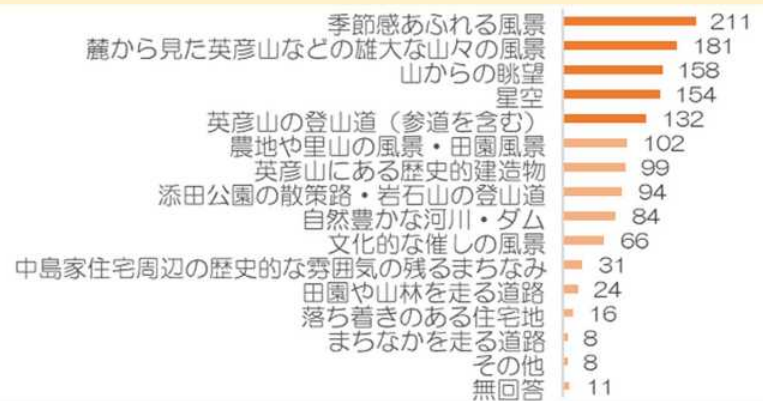 季節感あふれる風景 211
麓から見た英彦山などの雄大な山々の風景 181
山からの眺望 158
星空 154
英彦山の登山道（参道を含む） 132
農地や里山の風景・田園風景 102
英彦山にある歴史的建造物 99
添田公園の散策路・岩石山の登山道 94
自然豊かな河川・ダム 84
文化的な催しの風景 66
中島家住宅周辺の歴史的な雰囲気の残るまちなみ 31
田園や山林を走る道路 24
落ち着きのある住宅地 16
まちなかを走る道路 8
その他 8
無回答 11